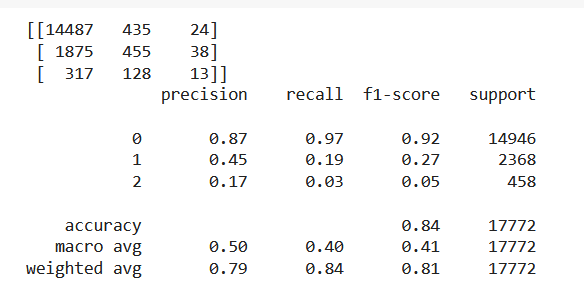 [[14487 435 24]
[ 1875 455 38]
[ 317 128 13]]
precision recall f1-score support
0 0.87 0.97 0.92 14946
1 0.45 0.19 0.27 2368
2 0.17 0.03 0.05 458
accuracy 0.84 17772
macro avg 0.50 0.40 0.41 17772
weighted avg 0.79 0.84 0.81 17772